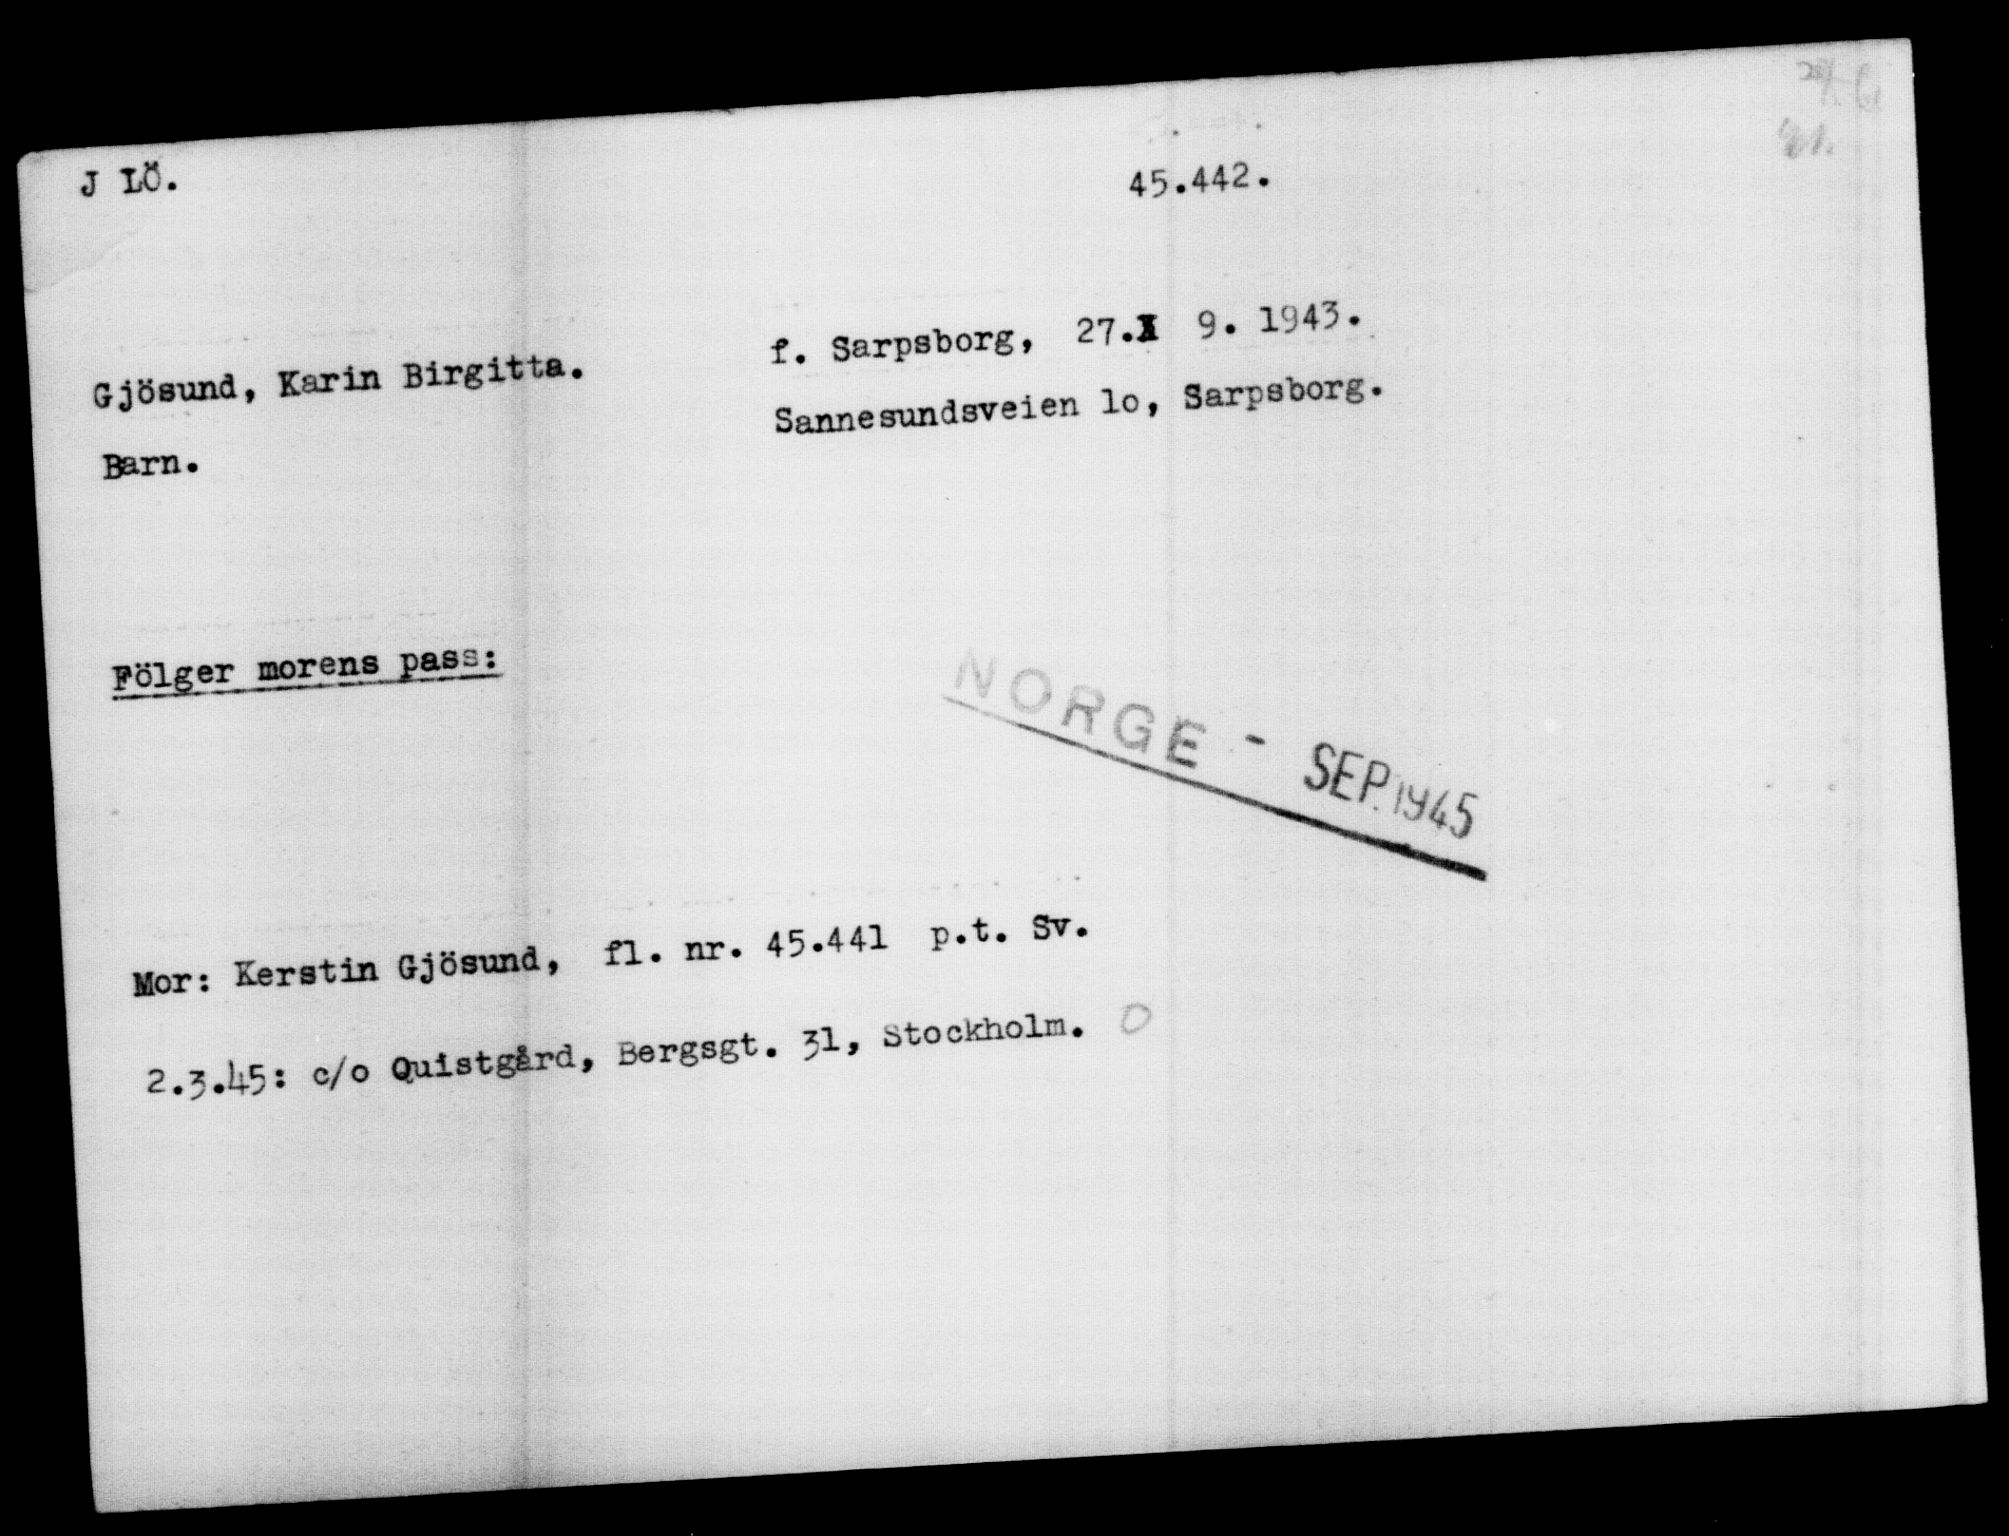 J LÖ.
45.442.
Gjösund, Karin Birgitta.
f. Sarpsborg, 27. 9. 1943.
Barn.
Sannesundsveien lo, Sarpsborg.
Fölger morens pass:
NORGE - SEP. 1945
Mor: Kerstin Gjösund, fl. nr. 45.441 p.t. Sv.
2.3.45: c/o Quistgård, Bergsgt. 31, Stockholm.